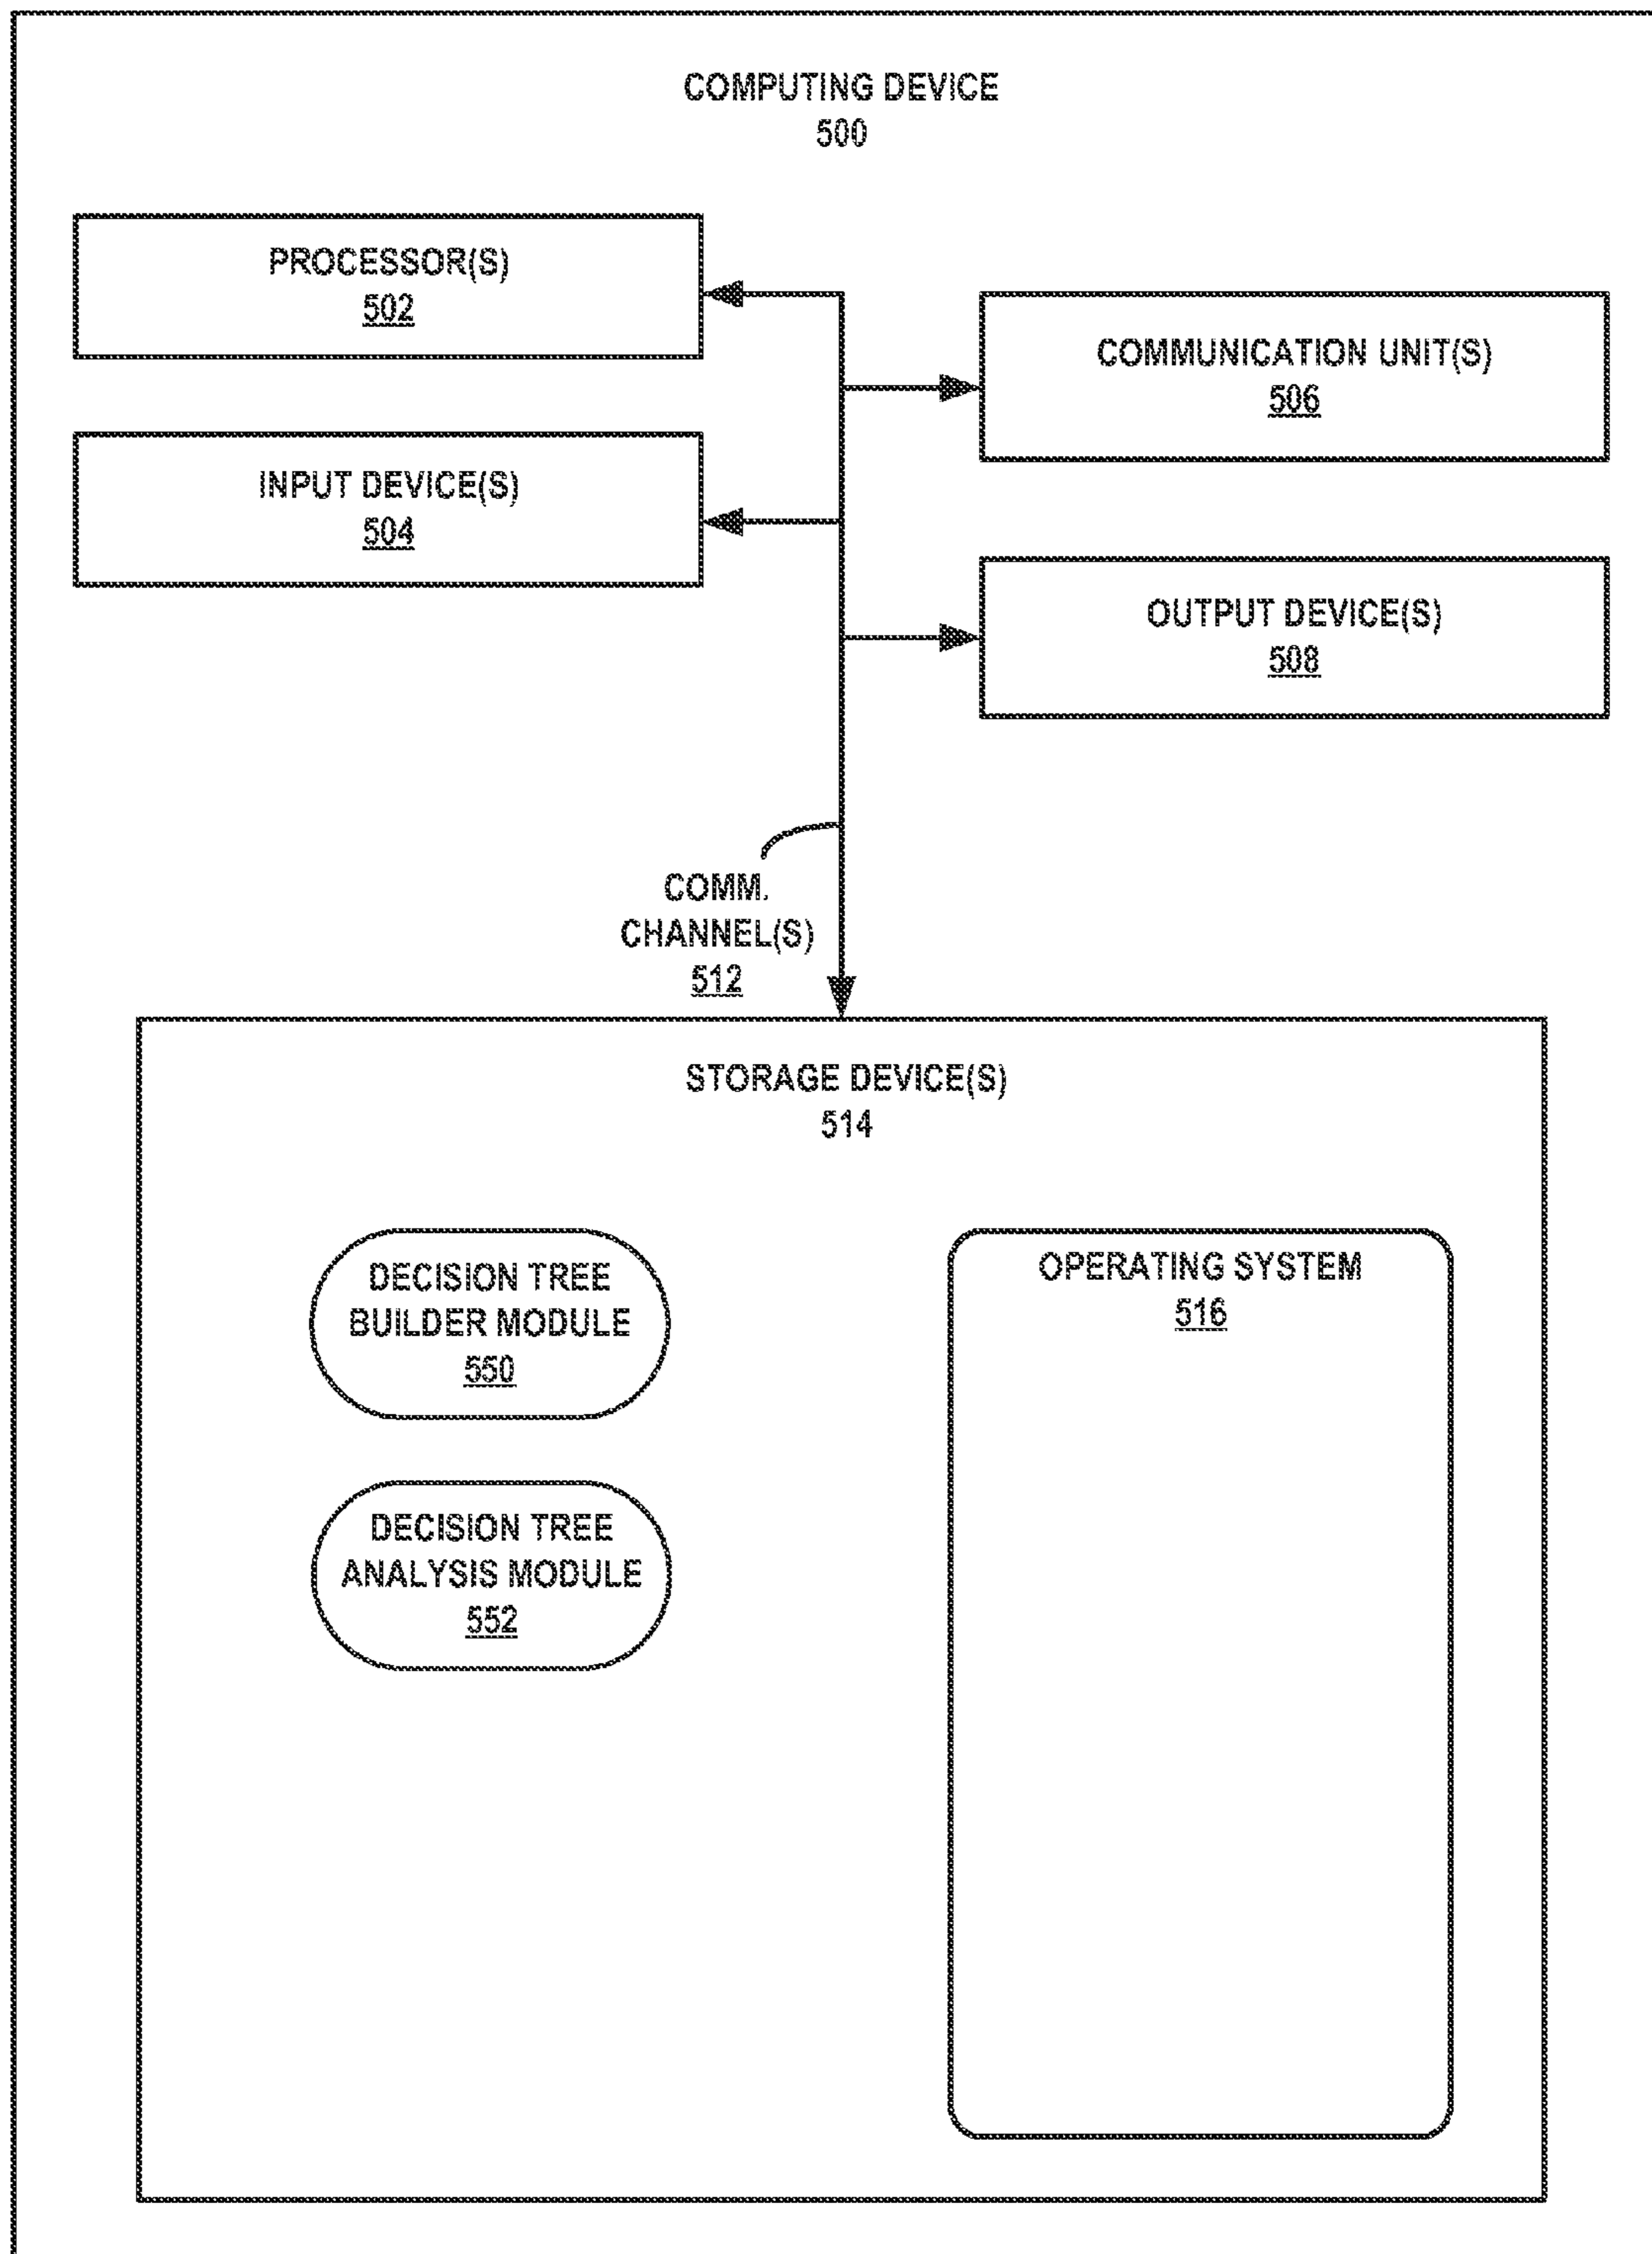 COMPUTING DEVICE
500
PROCESSOR(S)
502
COMMUNICATION UNIT(S)
506
INPUT DEVICE(S)
504
OUTPUT DEVICE(S)
508
COMM.
CHANNEL(S)
512
STORAGE DEVICE(S)
514
DECISION TREE
BUILDER MODULE
550
OPERATING SYSTEM
516
DECISION TREE
ANALYSIS MODULE
552